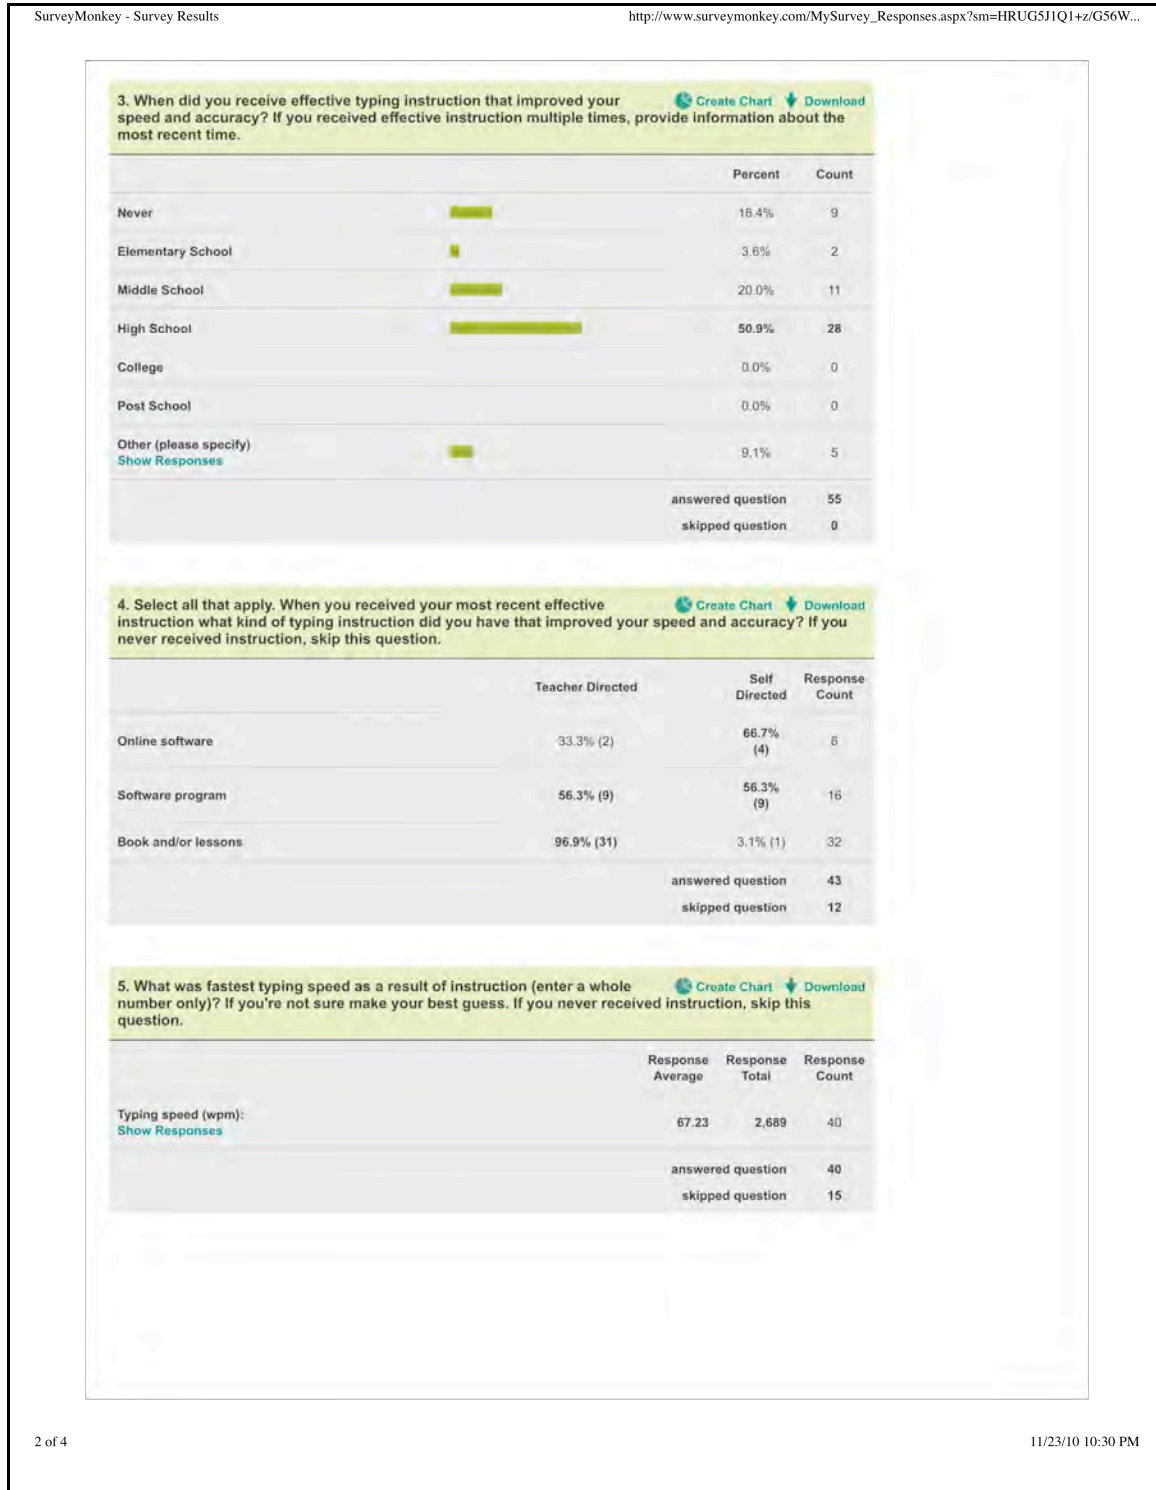 SurveyMonkey - Survey Results http://www.surveymonkey.com/MySurvey_Responses.aspx?sm=HRUG5J1Q1+z/G56W...
3. When did you receive effective typing instruction that improved your Create Chart Download
speed and accuracy? If you received effective instruction multiple times, provide information about the
most recent time.
Percent Count
Never 16.4% 9
Elementary School 3.6% 2
Middle School 20.0% 11
High School 50.9% 28
College 0.0% 0
Post School 0.0% 0
Other (please specify)
Show Responses 9.1% 5
answered question 55
skipped question 0
4. Select all that apply. When you received your most recent effective Create Chart Download
instruction what kind of typing instruction did you have that improved your speed and accuracy? If you
never received instruction, skip this question.
Teacher Directed Self Directed Response Count
Online software 33.3% (2) 66.7% (4) 6
Software program 56.3% (9) 56.3% (9) 16
Book and/or lessons 96.9% (31) 3.1% (1) 32
answered question 43
skipped question 12
5. What was fastest typing speed as a result of instruction (enter a whole Create Chart Download
number only)? If you're not sure make your best guess. If you never received instruction, skip this
question.
Response Average Response Total Response Count
Typing speed (wpm):
Show Responses 67.23 2,689 40
answered question 40
skipped question 15
2 of 4 11/23/10 10:30 PM